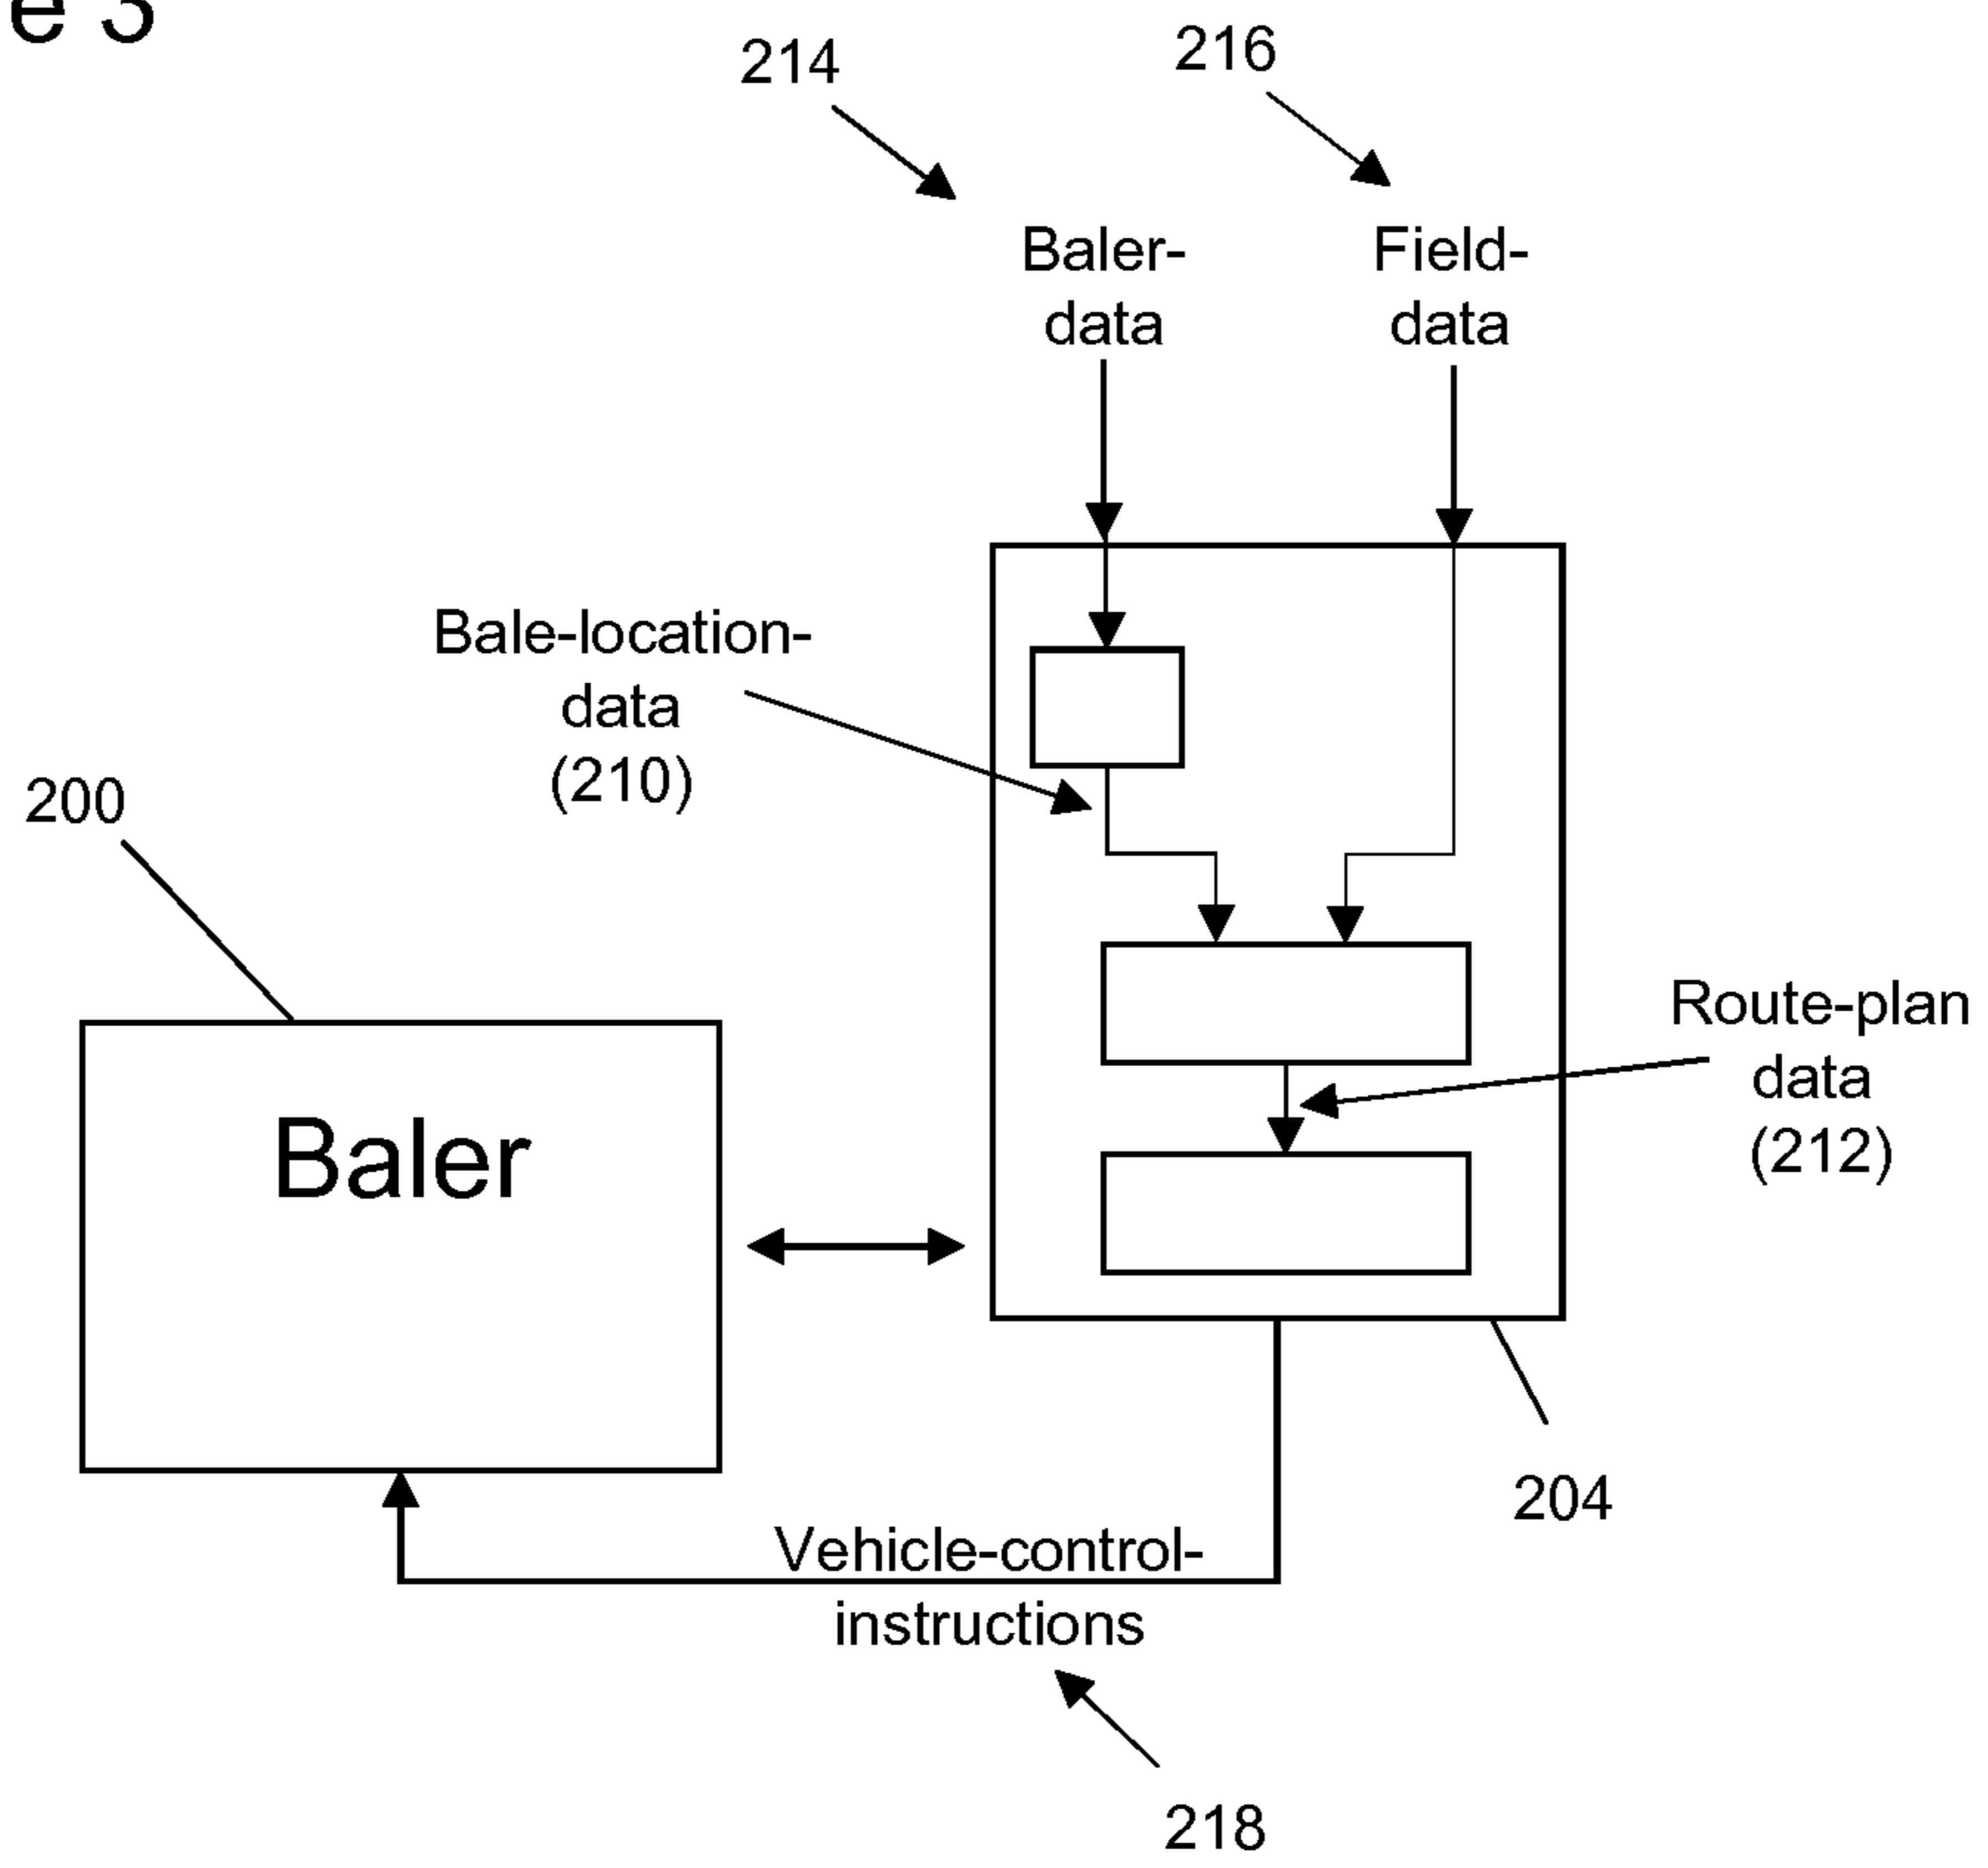 e 3
214
216
Baler-
data
Field-
data
Bale-location-
data
(210)
200
Route-plan
data
(212)
Baler
204
Vehicle-control-
instructions
218